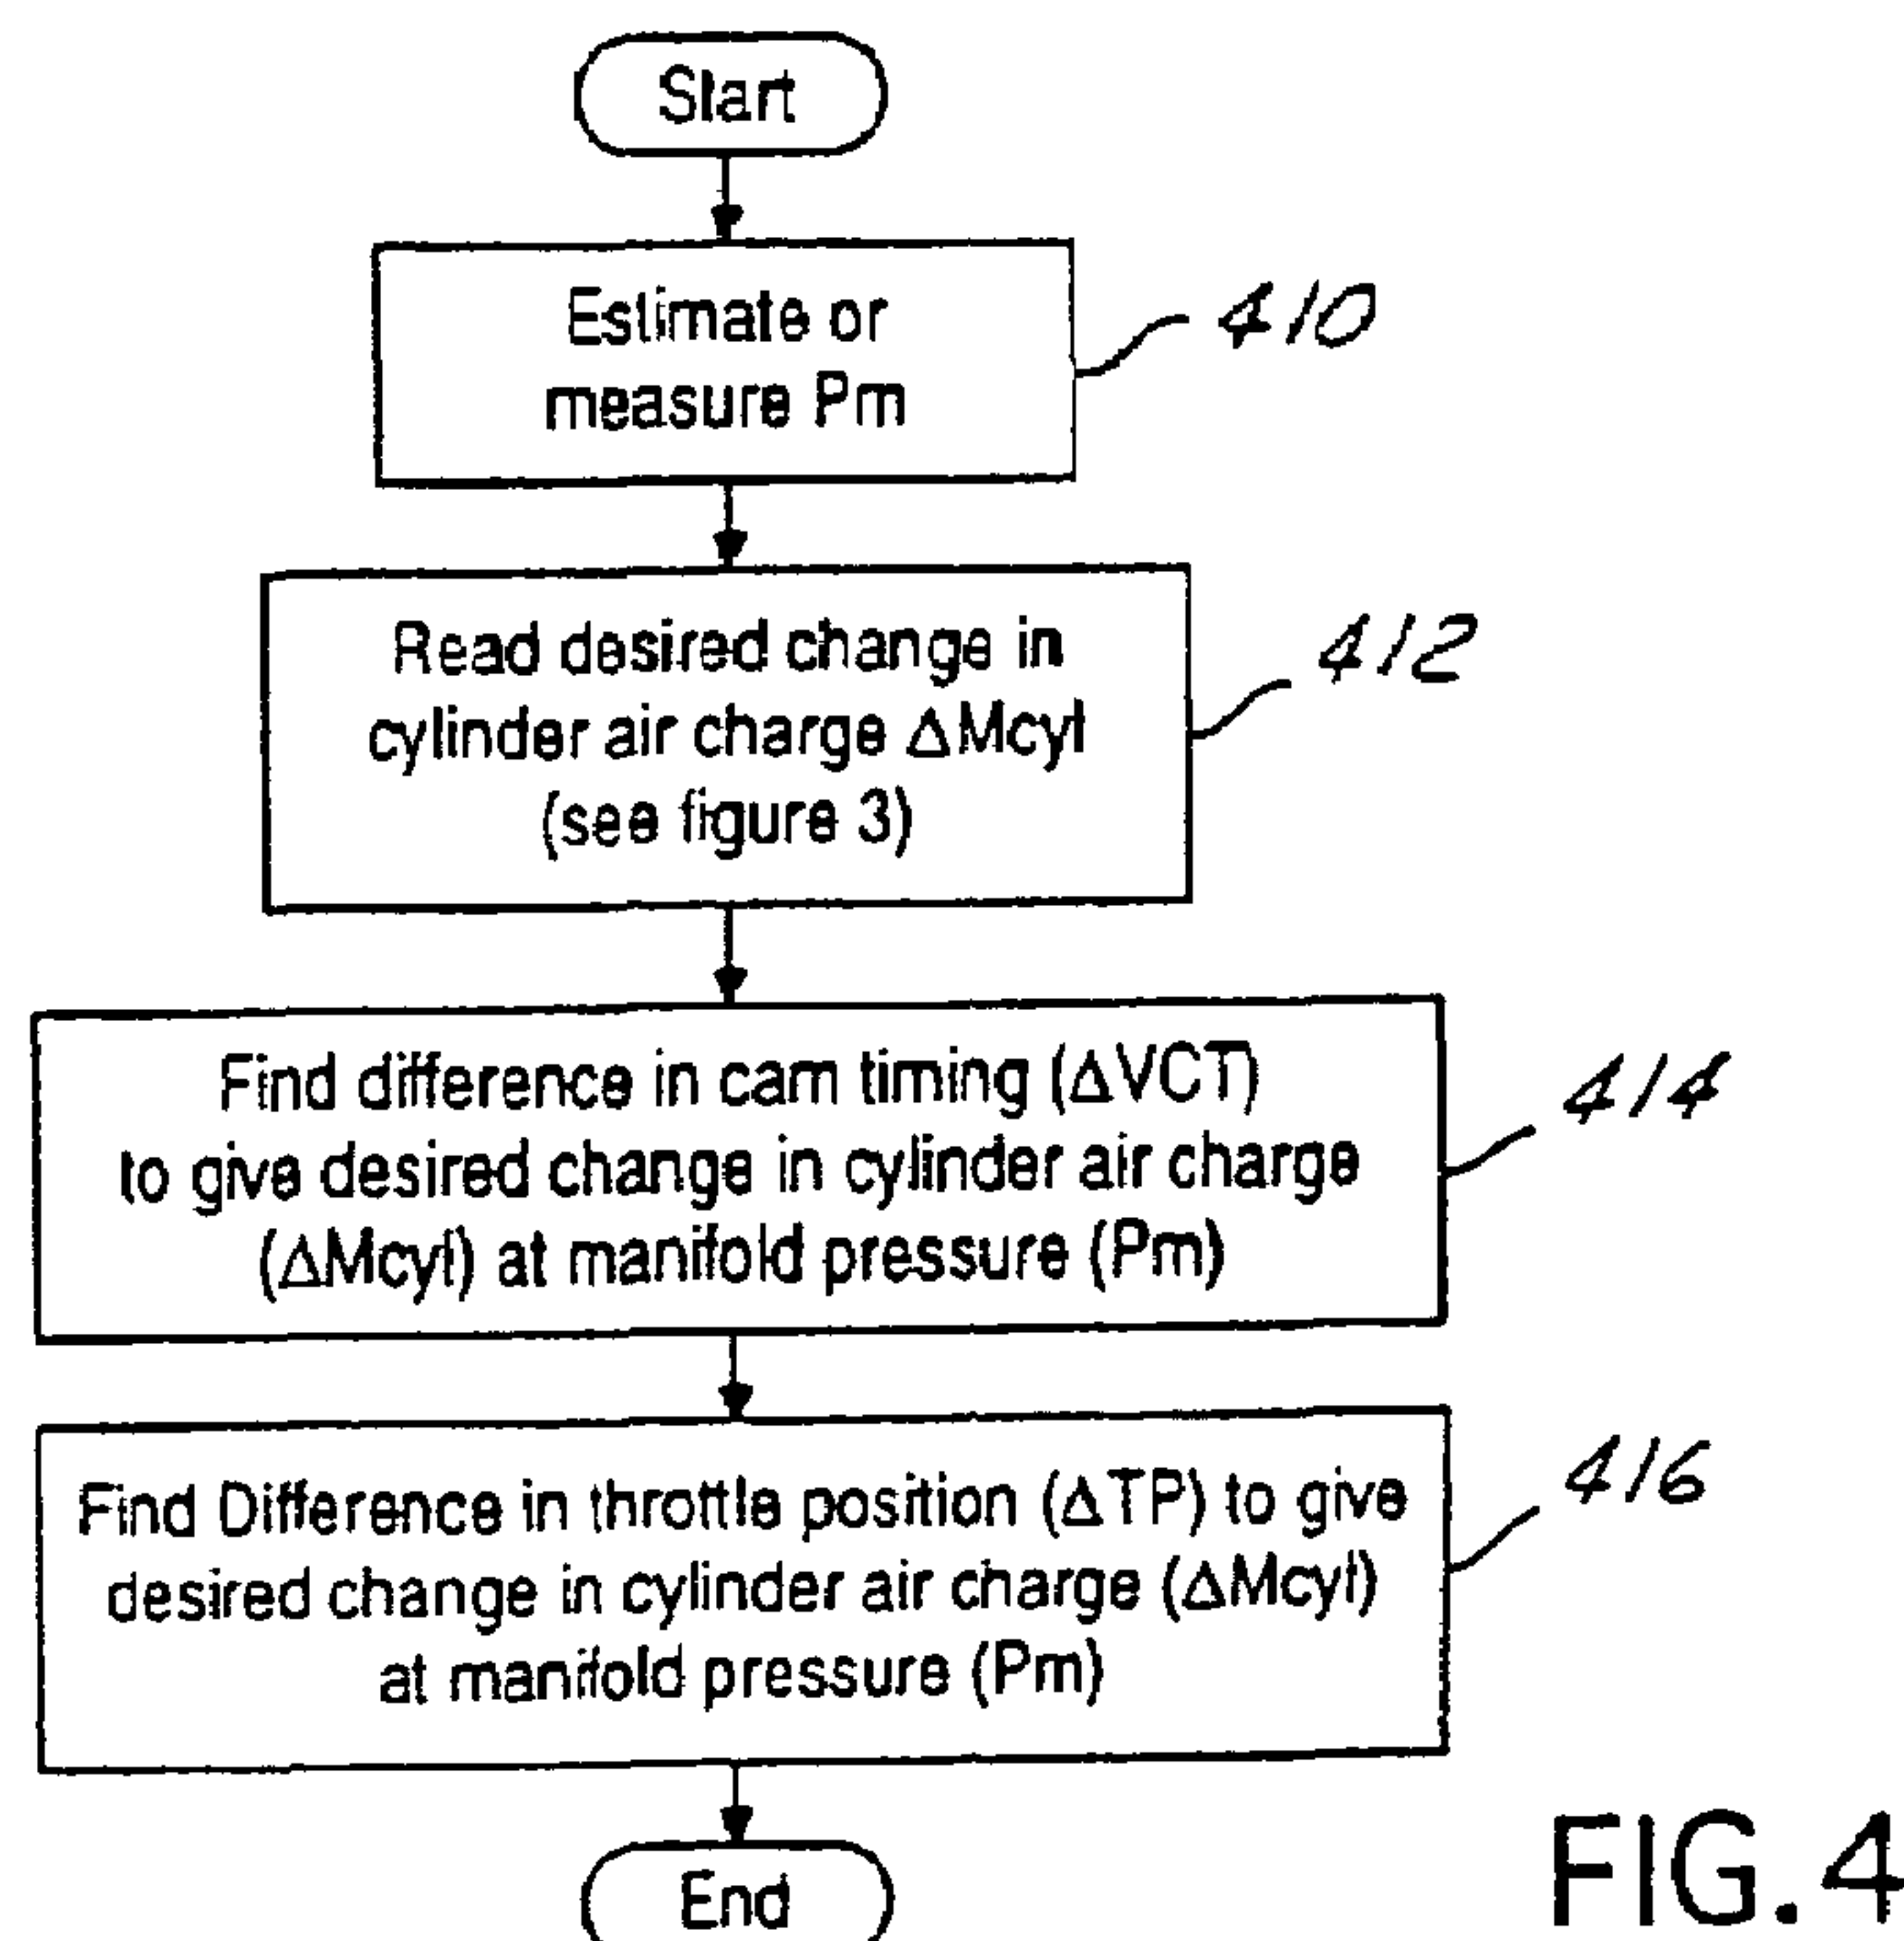 Start
Estimate or
measure Pm
410
Read desired change in
cylinder air charge ΔMcyl
(see figure 3)
412
Find difference in cam timing (ΔVCT)
to give desired change in cylinder air charge
(ΔMcyl) at manifold pressure (Pm)
414
Find Difference in throttle position (ΔTP) to give
desired change in cylinder air charge (ΔMcyl)
at manifold pressure (Pm)
416
End
FIG.4